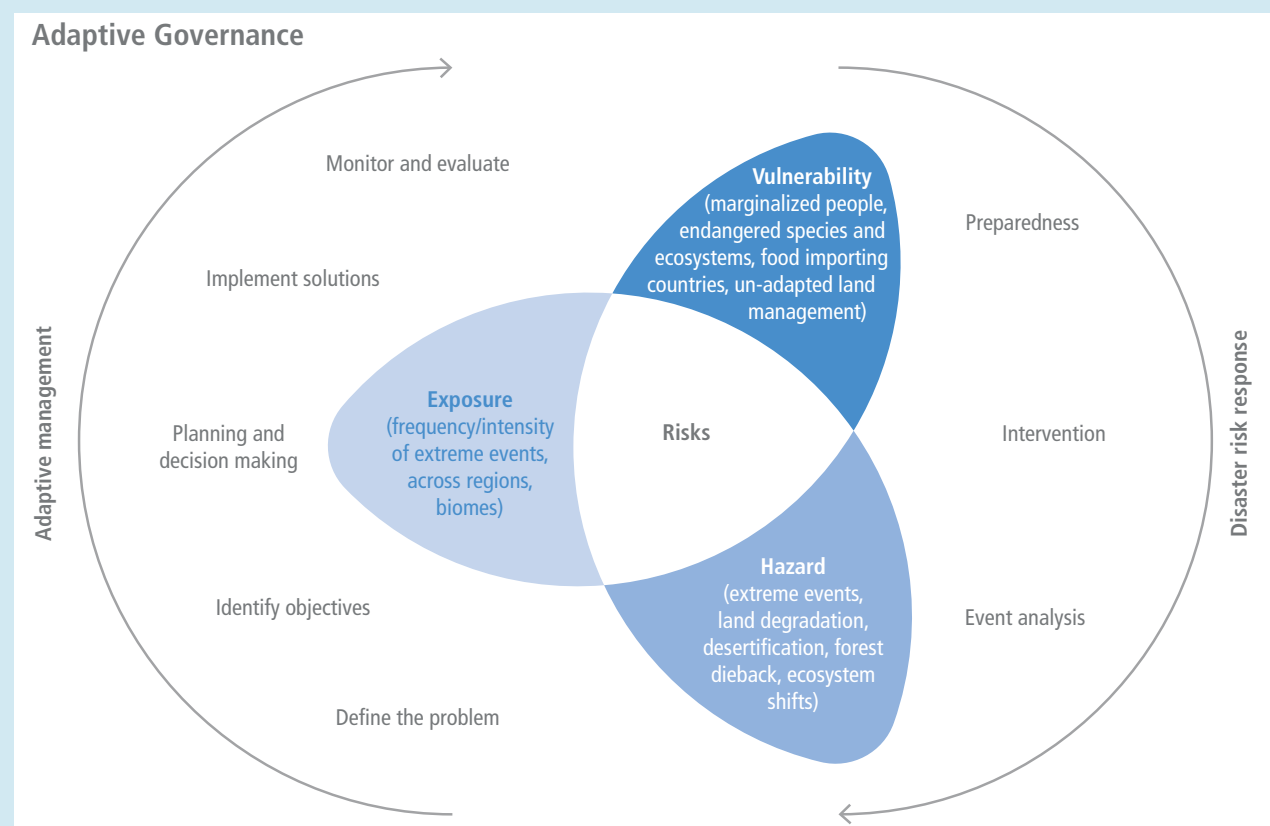 Adaptive Governance
Adaptive management
Monitor and evaluate
Implement solutions
Planning and
decision making
Identify objectives
Define the problem
Exposure
(frequency/intensity
of extreme events,
across regions,
biomes)
Risks
Vulnerability
(marginalized people,
endangered species and
ecosystems, food importing
countries, un-adapted land
management)
Hazard
(extreme events,
land degradation,
desertification, forest
dieback, ecosystem
shifts)
Preparedness
Intervention
Event analysis
Disaster risk response